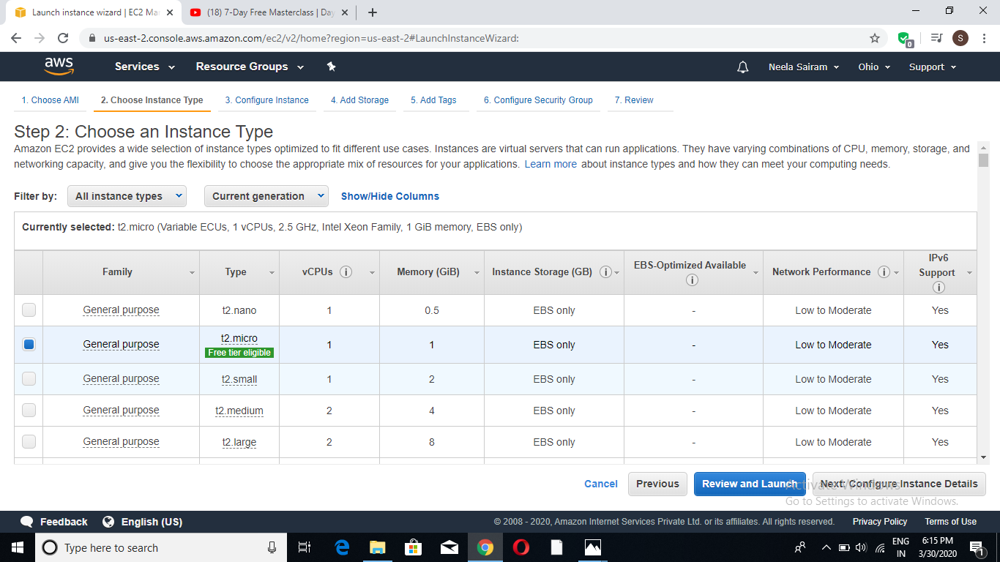 Launch instance wizard | EC2 Ma
(18) 7-Day Free Masterclass | Day
us-east-2.console.aws.amazon.com/ec2/v2/home?region=us-east-2#LaunchInstanceWizard:
0
S
aws
Services
Resource Groups
Neela Sairam
Ohio
Support
1. Choose AMI
2. Choose Instance Type
3. Configure Instance
4. Add Storage
5. Add Tags
6. Configure Security Group
7. Review
Step 2: Choose an Instance Type
Amazon EC2 provides a wide selection of instance types optimized to fit different use cases. Instances are virtual servers that can run applications. They have varying combinations of CPU, memory, storage, and
networking capacity, and give you the flexibility to choose the appropriate mix of resources for your applications. Learn more about instance types and how they can meet your computing needs.
Filter by: All instance types Current generation Show/Hide Columns
Currently selected: t2.micro (Variable ECUs, 1 vCPUs, 2.5 GHz, Intel Xeon Family, 1 GiB memory, EBS only)
Family Type vCPUs i Memory (GiB) Instance Storage (GB) i EBS-Optimized Available i Network Performance i IPv6 Support i
General purpose t2.nano 1 0.5 EBS only - Low to Moderate Yes
General purpose t2.micro Free tier eligible 1 1 EBS only - Low to Moderate Yes
General purpose t2.small 1 2 EBS only - Low to Moderate Yes
General purpose t2.medium 2 4 EBS only - Low to Moderate Yes
General purpose t2.large 2 8 EBS only - Low to Moderate Yes
Cancel Previous Review and Launch Next: Configure Instance Details
Activate Windows
Go to Settings to activate Windows.
Feedback English (US)
© 2008 - 2020, Amazon Internet Services Private Ltd. or its affiliates. All rights reserved. Privacy Policy Terms of Use
Type here to search
ENG
IN
6:15 PM
3/30/2020
1